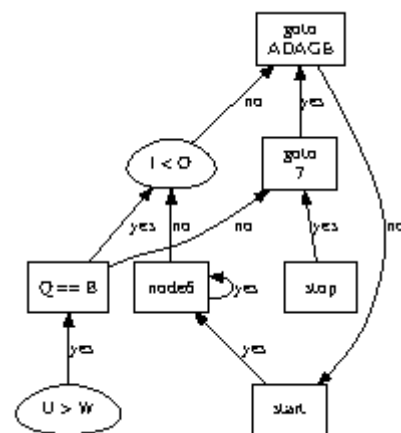 goto
ADAGB
no
yes
I < O
goto
7
yes
no
no
yes
no
Q == B
node6
yes
stop
yes
yes
U > W
start